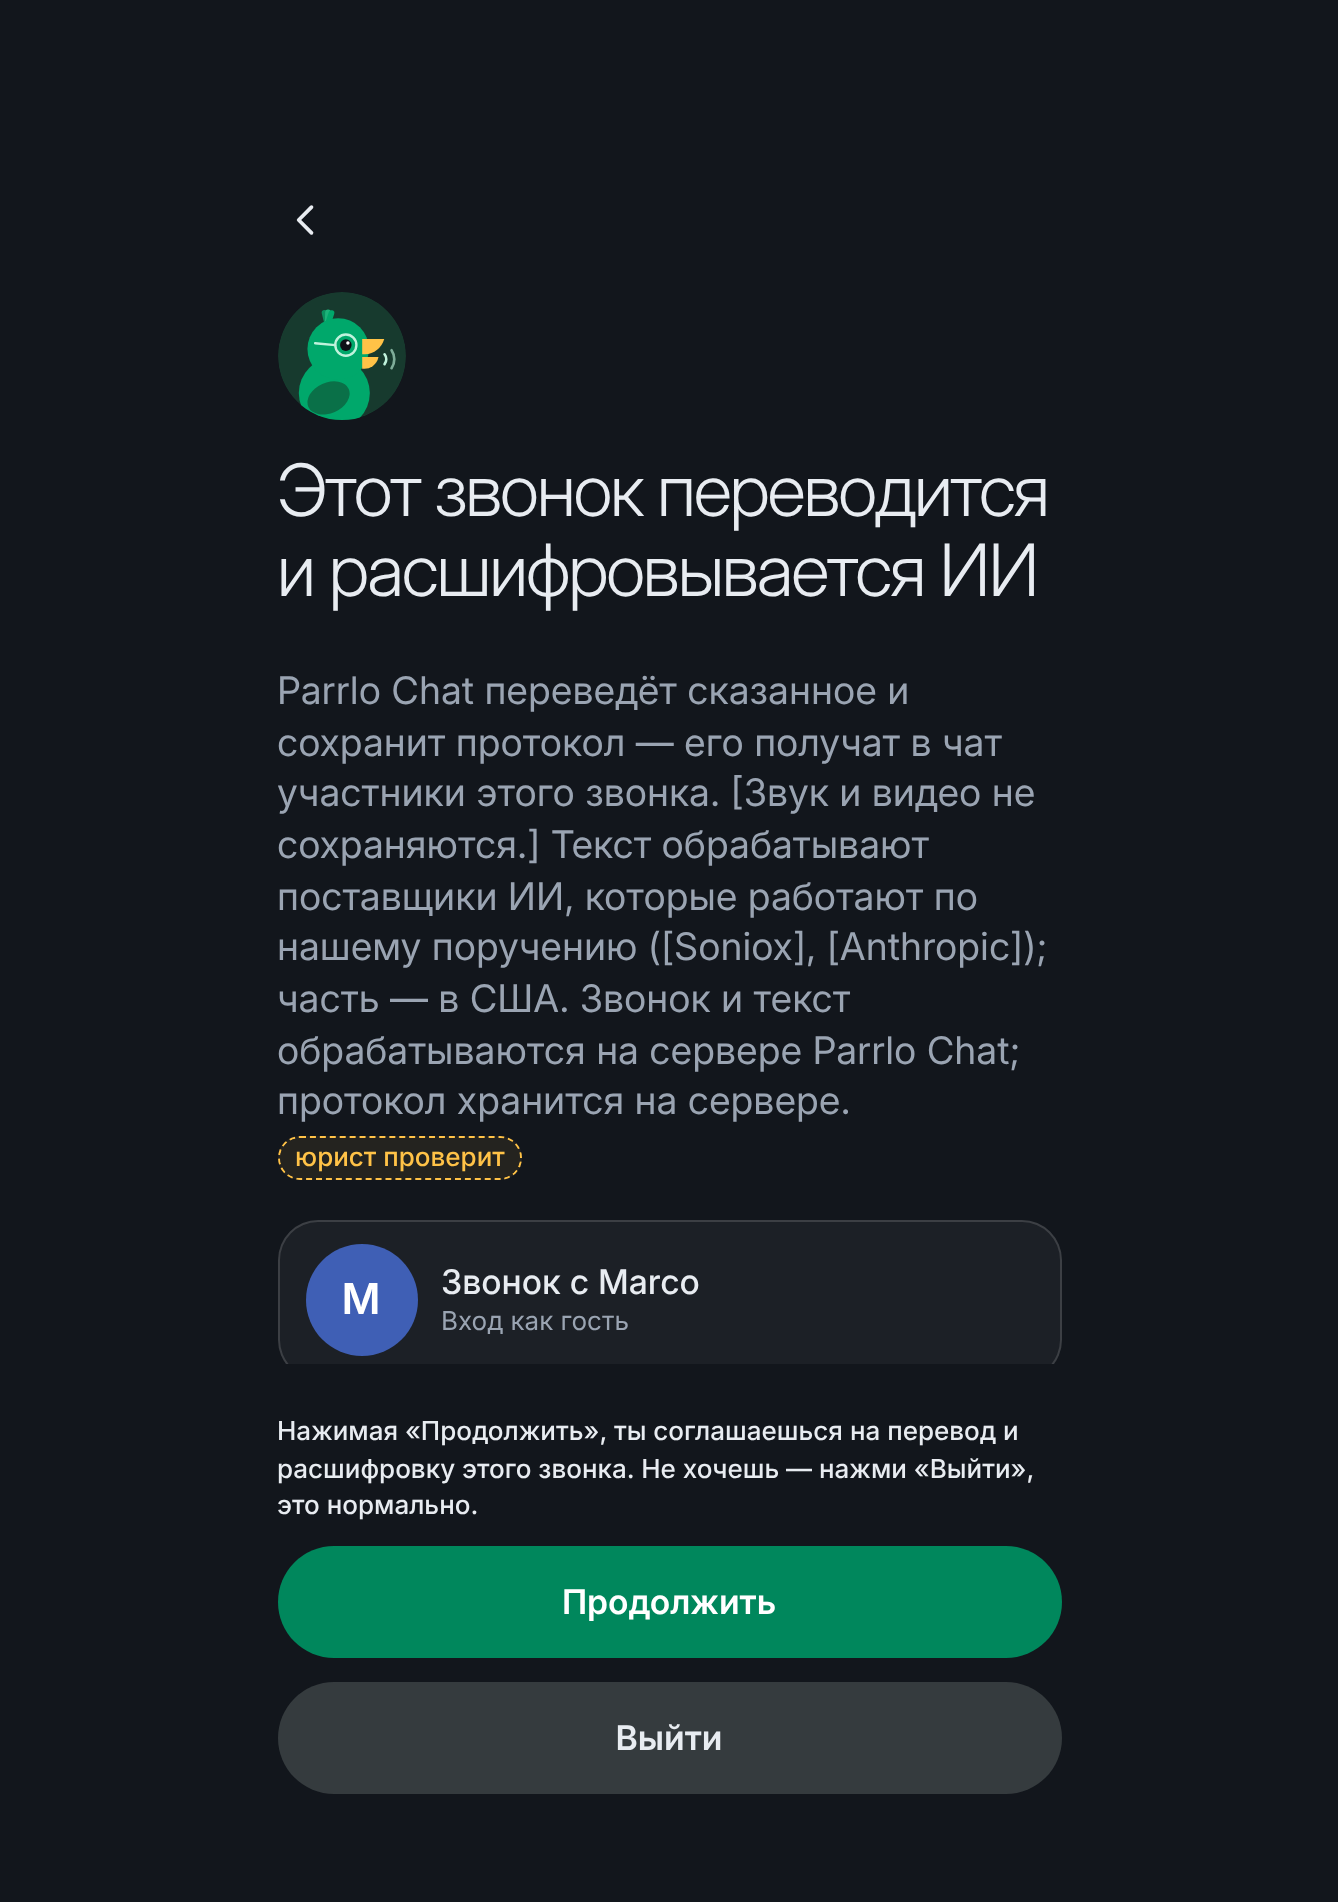 Этот звонок переводится
и расшифровывается ИИ
Parrlo Chat переведёт сказанное и
сохранит протокол — его получат в чат
участники этого звонка. [Звук и видео не
сохраняются.] Текст обрабатывают
поставщики ИИ, которые работают по
нашему поручению ([Soniox], [Anthropic]);
часть — в США. Звонок и текст
обрабатываются на сервере Parrlo Chat;
протокол хранится на сервере.
юрист проверит
M
Звонок с Marco
Вход как гость
Нажимая «Продолжить», ты соглашаешься на перевод и
расшифровку этого звонка. Не хочешь — нажми «Выйти»,
это нормально.
Продолжить
Выйти